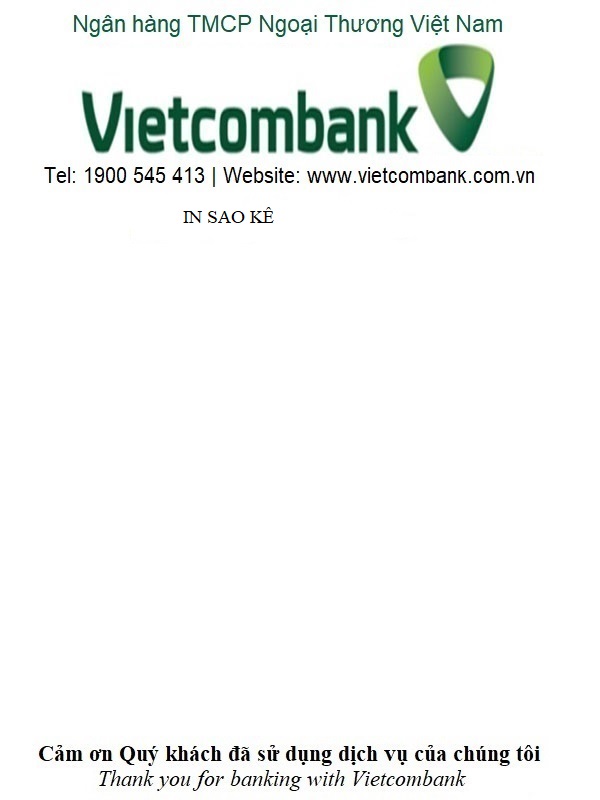 Ngân hàng TMCP Ngoại Thương Việt Nam
Vietcombank
Tel: 1900 545 413 | Website: www.vietcombank.com.vn
IN SAO KÊ
Cảm ơn Quý khách đã sử dụng dịch vụ của chúng tôi
Thank you for banking with Vietcombank